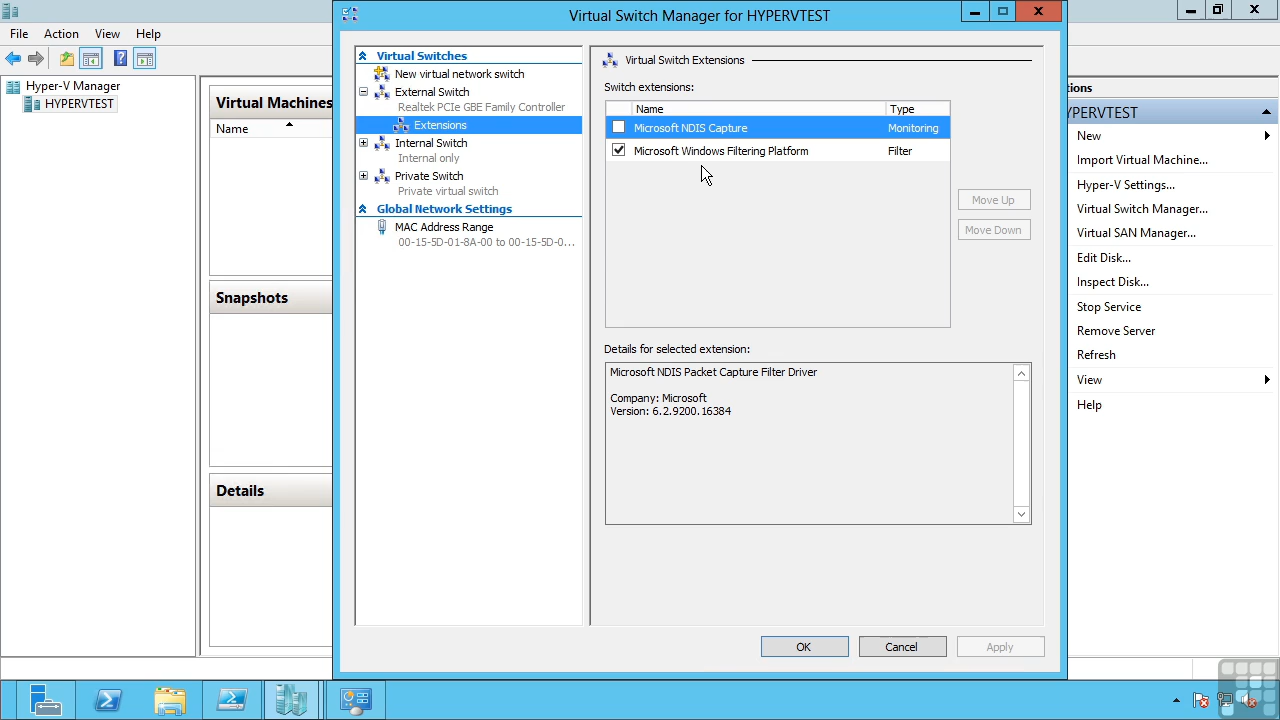 Virtual Switch Manager for HYPERVTEST
File Action View Help
Hyper-V Manager
HYPERVTEST
Virtual Machines
Name
Snapshots
Details
Virtual Switches
New virtual network switch
External Switch
Realtek PCIe GBE Family Controller
Extensions
Internal Switch
Internal only
Private Switch
Private virtual switch
Global Network Settings
MAC Address Range
00-15-5D-01-8A-00 to 00-15-5D-0...
Virtual Switch Extensions
Switch extensions:
Name Type
Microsoft NDIS Capture Monitoring
Microsoft Windows Filtering Platform Filter
Move Up
Move Down
Details for selected extension:
Microsoft NDIS Packet Capture Filter Driver
Company: Microsoft
Version: 6.2.9200.16384
OK Cancel Apply
ions
YPERVTEST
New
Import Virtual Machine...
Hyper-V Settings...
Virtual Switch Manager...
Virtual SAN Manager...
Edit Disk...
Inspect Disk...
Stop Service
Remove Server
Refresh
View
Help